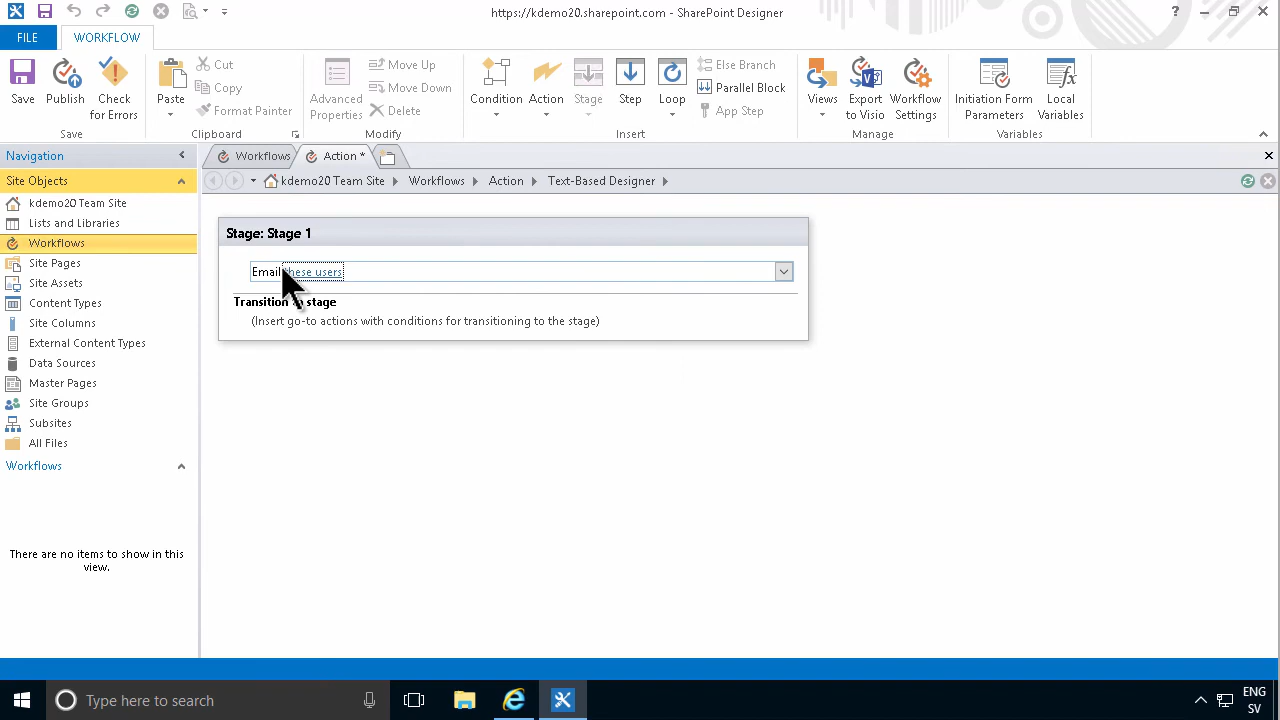 https://kdemo20.sharepoint.com - SharePoint Designer
?
FILE
WORKFLOW
Save
Publish
Check for Errors
Paste
Cut
Copy
Format Painter
Advanced Properties
Move Up
Move Down
Delete
Condition
Action
Stage
Step
Loop
Else Branch
Parallel Block
App Step
Views
Export to Visio
Workflow Settings
Initiation Form Parameters
Local Variables
Save
Clipboard
Modify
Insert
Manage
Variables
Navigation
Workflows
Action *
Site Objects
kdemo20 Team Site
Workflows
Action
Text-Based Designer
kdemo20 Team Site
Lists and Libraries
Workflows
Site Pages
Site Assets
Content Types
Site Columns
External Content Types
Data Sources
Master Pages
Site Groups
Subsites
All Files
Workflows
There are no items to show in this
view.
Stage: Stage 1
Email these users
Transition to stage
(Insert go-to actions with conditions for transitioning to the stage)
Type here to search
ENG
SV